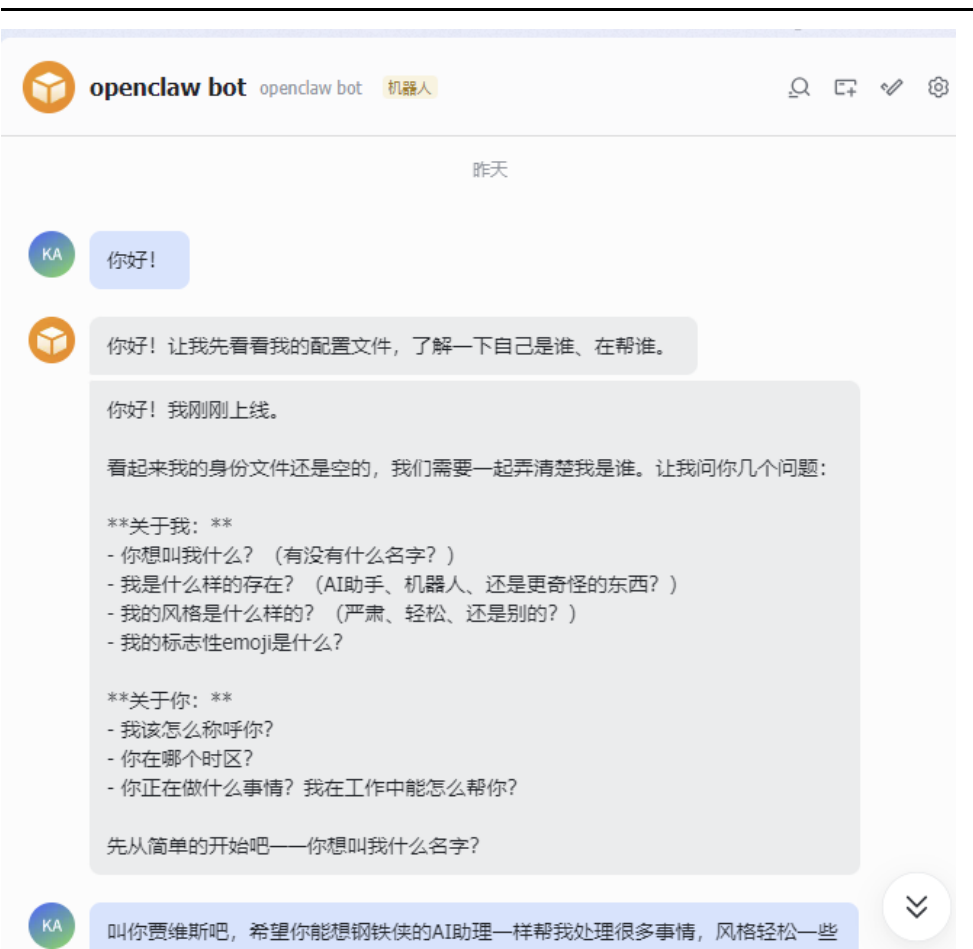 openclaw bot openclaw bot 机器人
昨天
KA
你好！
你好！让我先看看我的配置文件，了解一下自己是谁、在帮谁。
你好！我刚刚上线。
看起来我的身份文件还是空的，我们需要一起弄清楚我是谁。让我问你几个问题：
**关于我：**
- 你想叫我什么？（有没有什么名字？）
- 我是什么样的存在？（AI助手、机器人、还是更奇怪的东西？）
- 我的风格是什么样的？（严肃、轻松、还是别的？）
- 我的标志性emoji是什么？
**关于你：**
- 我该怎么称呼你？
- 你在哪个时区？
- 你正在做什么事情？我在工作中能怎么帮你？
先从简单的开始吧——你想叫我什么名字？
KA
叫你贾维斯吧，希望你能想钢铁侠的AI助理一样帮我处理很多事情，风格轻松一些